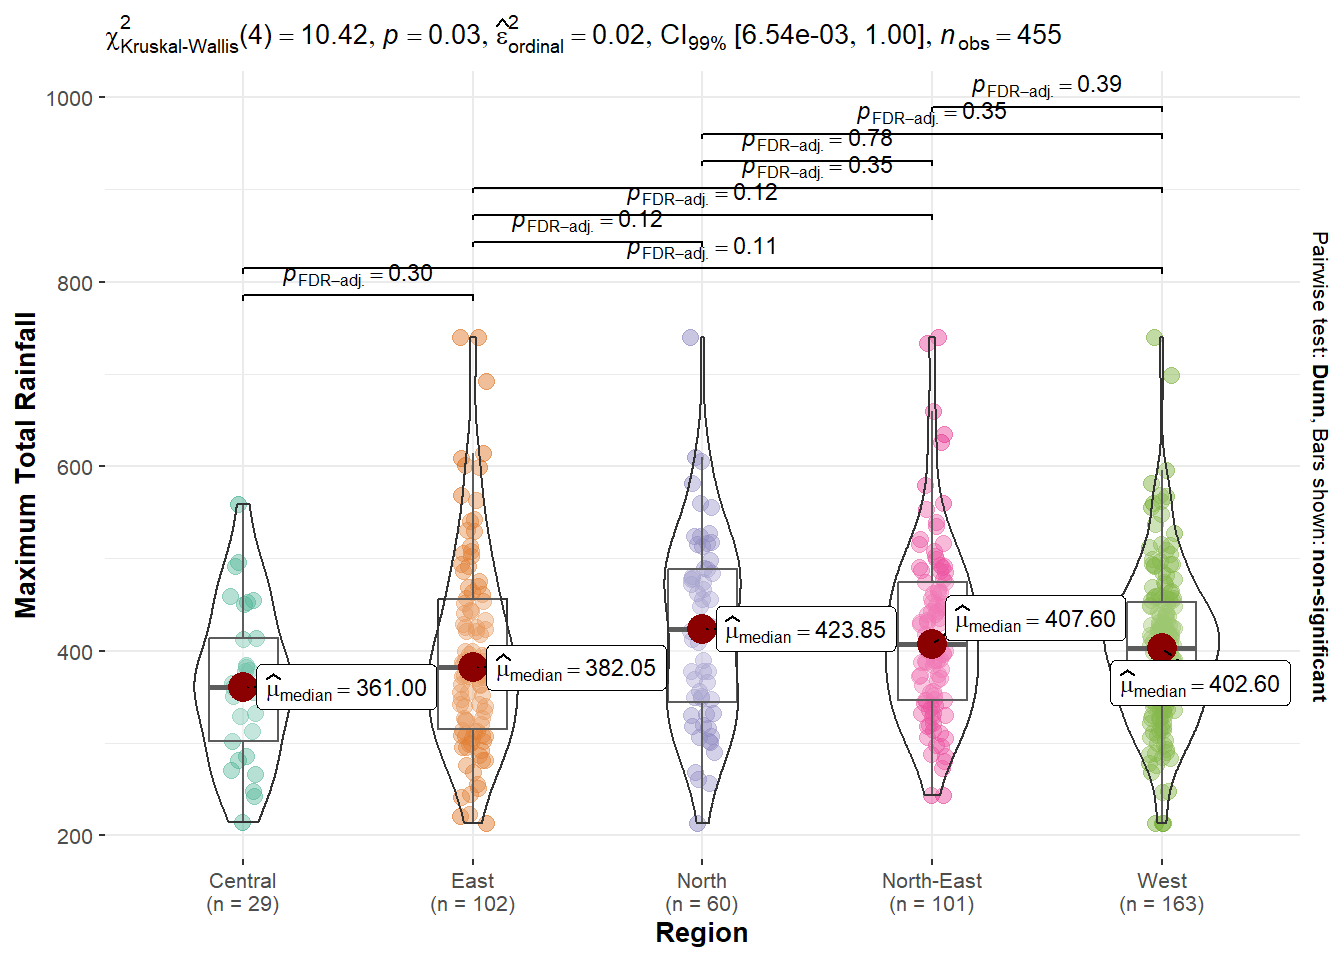 χ²Kruskal-Wallis(4) = 10.42, p = 0.03, ε̂²ordinal = 0.02, CI99% [6.54e-03, 1.00], nobs = 455
1000
800
600
400
200
Maximum Total Rainfall
pFDR−adj. = 0.39
pFDR−adj. = 0.35
pFDR−adj. = 0.78
pFDR−adj. = 0.35
pFDR−adj. = 0.12
pFDR−adj. = 0.12
pFDR−adj. = 0.11
pFDR−adj. = 0.30
μ̂median = 361.00
μ̂median = 382.05
μ̂median = 423.85
μ̂median = 407.60
μ̂median = 402.60
Central
(n = 29)
East
(n = 102)
North
(n = 60)
North-East
(n = 101)
West
(n = 163)
Region
Pairwise test: Dunn, Bars shown: non-significant